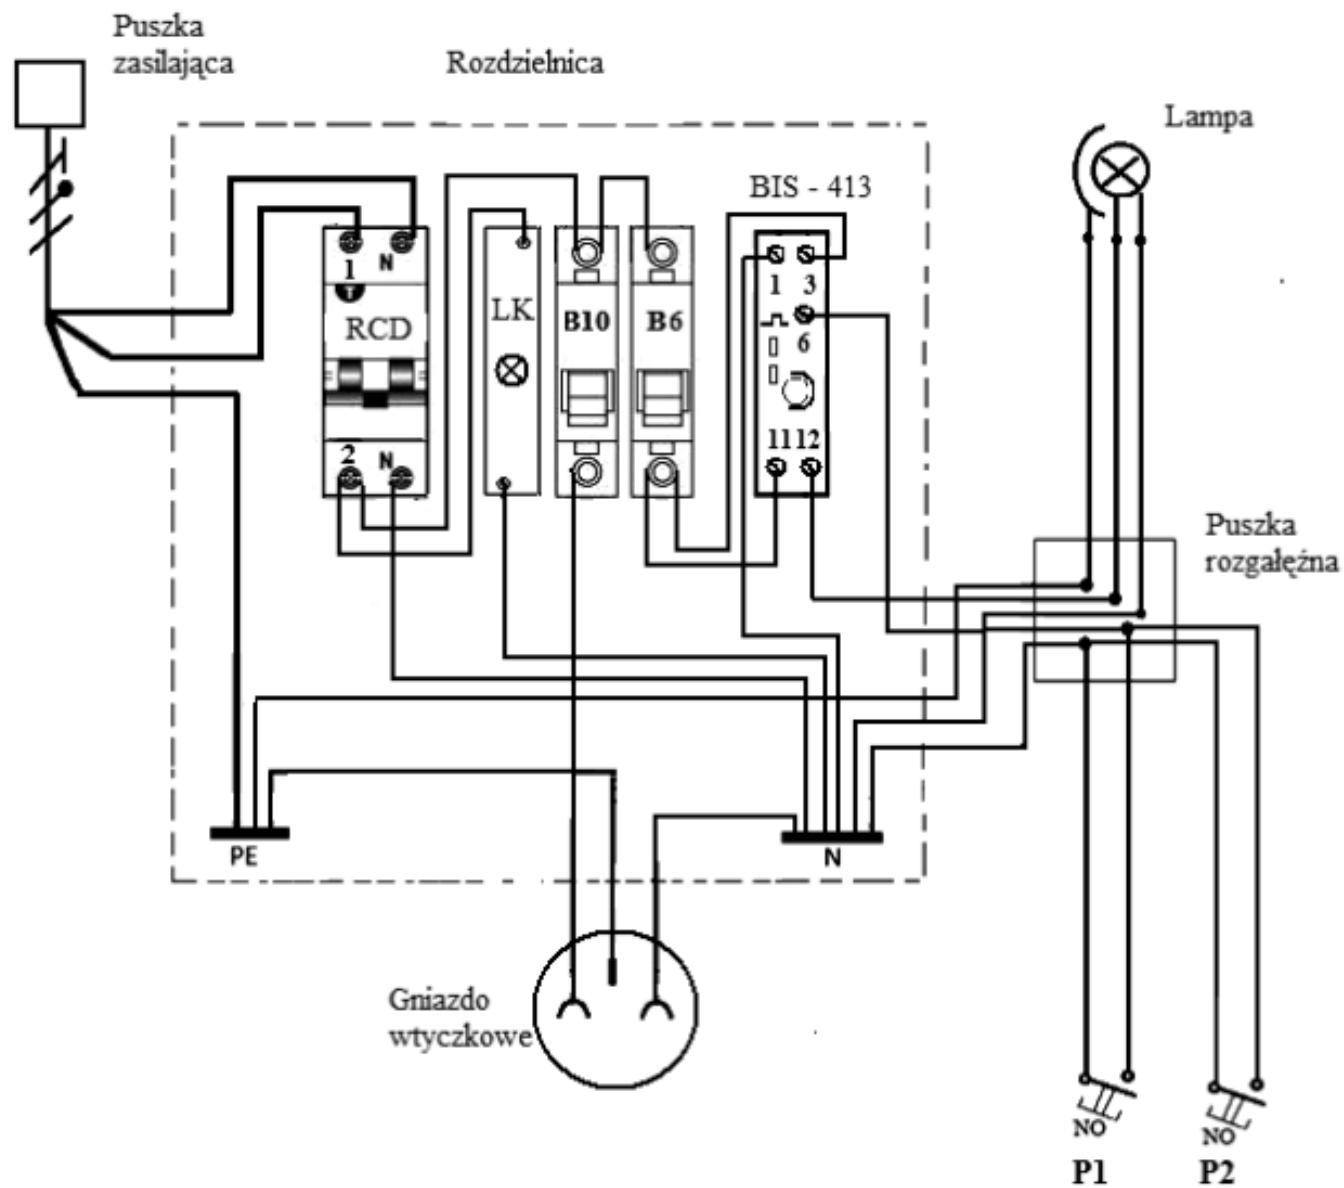 Puszka
zasilająca
Rozdzielnica
Lampa
BIS - 413
1 N
RCD
2 N
LK
B10
B6
1 3
6
11 12
Puszka
rozgałęźna
PE
N
Gniazdo
wtyczkowe
NO
P1
NO
P2